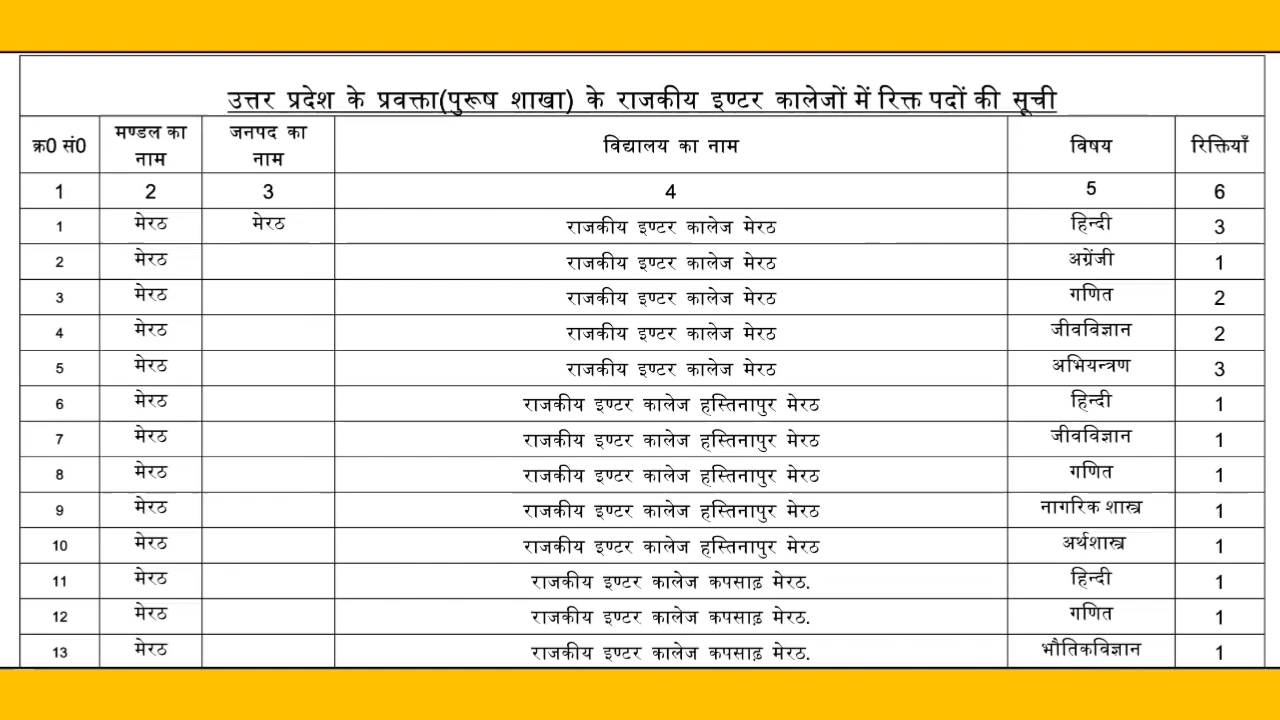 उत्तर प्रदेश के प्रवक्ता(पुरूष शाखा) के राजकीय इण्टर कालेजों में रिक्त पदों की सूची
क्र0 सं0 मण्डल का नाम जनपद का नाम विद्यालय का नाम विषय रिक्तियाँ
1 2 3 4 5 6
1 मेरठ मेरठ राजकीय इण्टर कालेज मेरठ हिन्दी 3
2 मेरठ राजकीय इण्टर कालेज मेरठ अग्रेंजी 1
3 मेरठ राजकीय इण्टर कालेज मेरठ गणित 2
4 मेरठ राजकीय इण्टर कालेज मेरठ जीवविज्ञान 2
5 मेरठ राजकीय इण्टर कालेज मेरठ अभियन्त्रण 3
6 मेरठ राजकीय इण्टर कालेज हस्तिनापुर मेरठ हिन्दी 1
7 मेरठ राजकीय इण्टर कालेज हस्तिनापुर मेरठ जीवविज्ञान 1
8 मेरठ राजकीय इण्टर कालेज हस्तिनापुर मेरठ गणित 1
9 मेरठ राजकीय इण्टर कालेज हस्तिनापुर मेरठ नागरिक शास्त्र 1
10 मेरठ राजकीय इण्टर कालेज हस्तिनापुर मेरठ अर्थशास्त्र 1
11 मेरठ राजकीय इण्टर कालेज कपसाढ़ मेरठ. हिन्दी 1
12 मेरठ राजकीय इण्टर कालेज कपसाढ़ मेरठ. गणित 1
13 मेरठ राजकीय इण्टर कालेज कपसाढ़ मेरठ. भौतिकविज्ञान 1